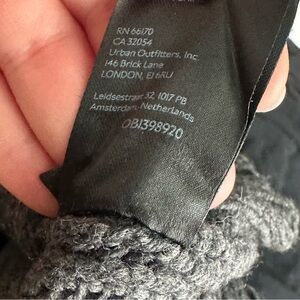 RN 66170
CA 32054
Urban Outfitters, Inc
146 Brick Lane
LONDON, E1 6RU
Leidsestraat 32, 1017 PB
Amsterdam-Netherlands
OBJ398920